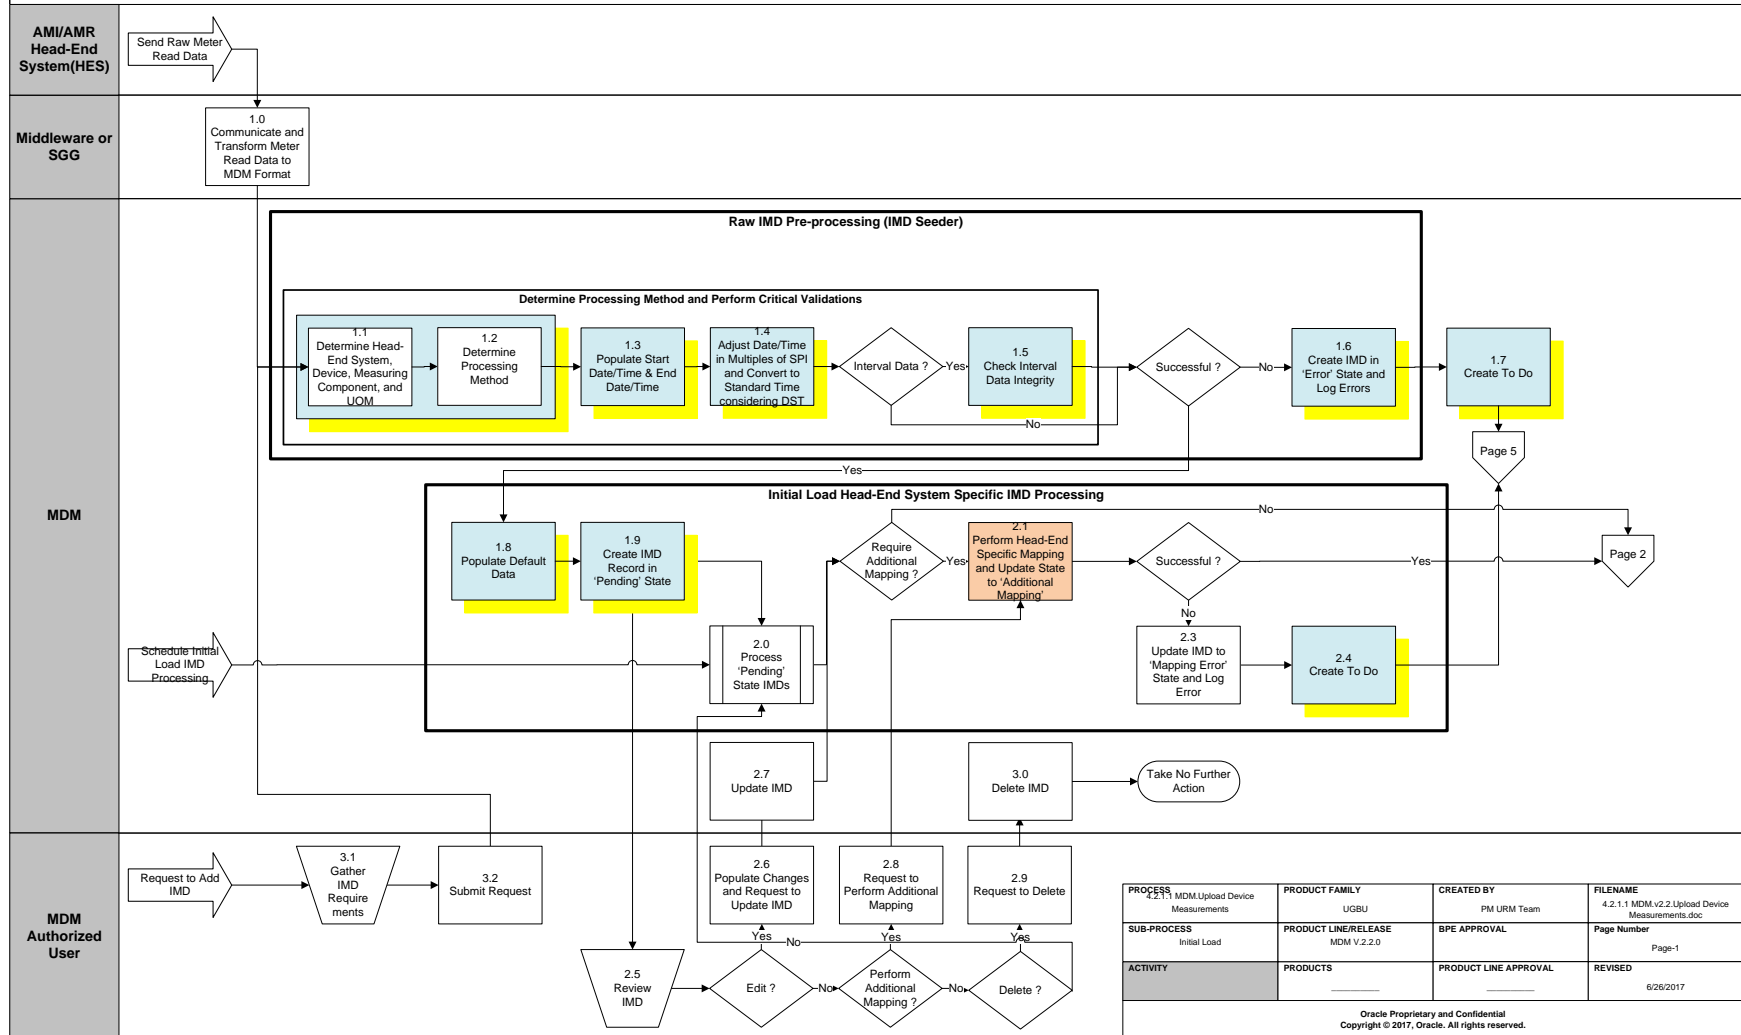 AMI/AMR
Head-End
System(HES)
Send Raw Meter
Read Data
Middleware or
SGG
1.0
Communicate and
Transform Meter
Read Data to
MDM Format
MDM
Raw IMD Pre-processing (IMD Seeder)
Determine Processing Method and Perform Critical Validations
1.1
Determine Head-
End System,
Device, Measuring
Component, and
UOM
1.2
Determine
Processing
Method
1.3
Populate Start
Date/Time & End
Date/Time
1.4
Adjust Date/Time
in Multiples of SPI
and Convert to
Standard Time
considering DST
Interval Data ?
Yes
No
1.5
Check Interval
Data Integrity
Successful ?
No
Yes
1.6
Create IMD in
‘Error’ State and
Log Errors
1.7
Create To Do
Page 5
Initial Load Head-End System Specific IMD Processing
1.8
Populate Default
Data
1.9
Create IMD
Record in
‘Pending’ State
Require
Additional
Mapping ?
Yes
No
2.1
Perform Head-End
Specific Mapping
and Update State
to ‘Additional
Mapping’
Successful ?
Yes
No
Page 2
Schedule Initial
Load IMD
Processing
2.0
Process
‘Pending’
State IMDs
2.3
Update IMD to
‘Mapping Error’
State and Log
Error
2.4
Create To Do
2.7
Update IMD
3.0
Delete IMD
Take No Further
Action
MDM
Authorized
User
Request to Add
IMD
3.1
Gather
IMD
Require
ments
3.2
Submit Request
2.6
Populate Changes
and Request to
Update IMD
2.8
Request to
Perform Additional
Mapping
2.9
Request to Delete
Yes
No
Yes
Yes
2.5
Review
IMD
Edit ?
No
Perform
Additional
Mapping ?
No
Delete ?
PROCESS
4.2.1.1 MDM.Upload Device
Measurements
PRODUCT FAMILY
UGBU
CREATED BY
PM URM Team
FILENAME
4.2.1.1 MDM.v2.2.Upload Device
Measurements.doc
SUB-PROCESS
Initial Load
PRODUCT LINE/RELEASE
MDM V.2.2.0
BPE APPROVAL
Page Number
Page-1
ACTIVITY
PRODUCTS
__________
PRODUCT LINE APPROVAL
__________
REVISED
6/26/2017
Oracle Proprietary and Confidential
Copyright © 2017, Oracle. All rights reserved.